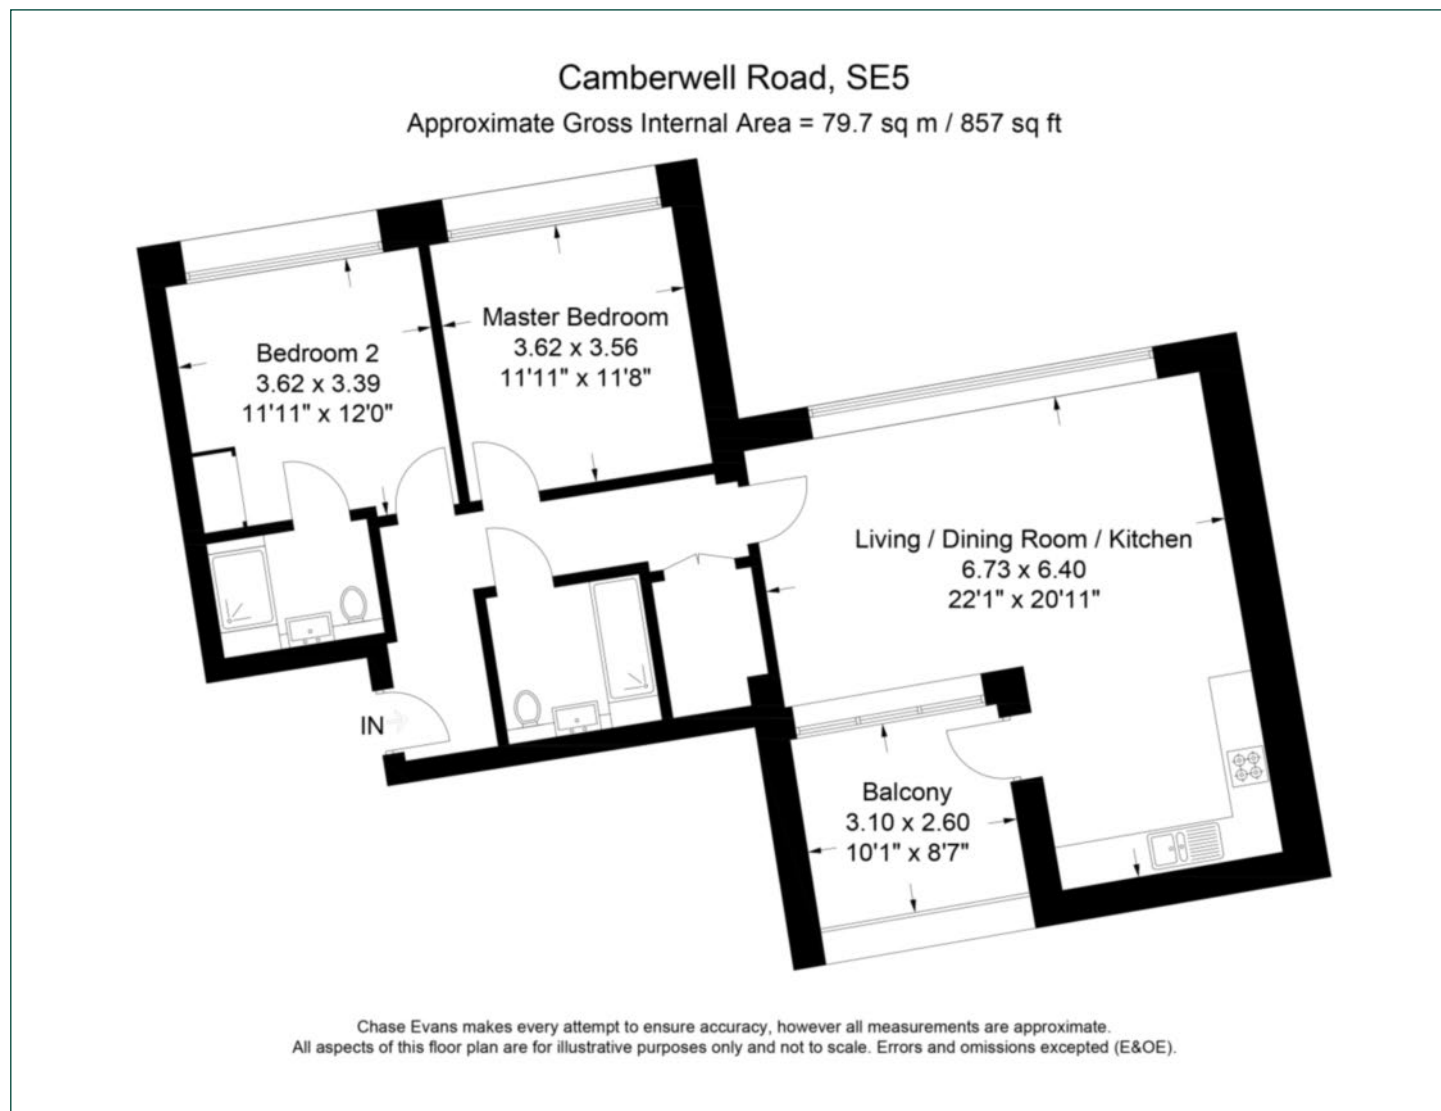 Camberwell Road, SE5
Approximate Gross Internal Area = 79.7 sq m / 857 sq ft
Master Bedroom
3.62 x 3.56
11'11" x 11'8"
Bedroom 2
3.62 x 3.39
11'11" x 12'0"
Living / Dining Room / Kitchen
6.73 x 6.40
22'1" x 20'11"
IN
Balcony
3.10 x 2.60
10'1" x 8'7"
Chase Evans makes every attempt to ensure accuracy, however all measurements are approximate.
All aspects of this floor plan are for illustrative purposes only and not to scale. Errors and omissions excepted (E&OE).